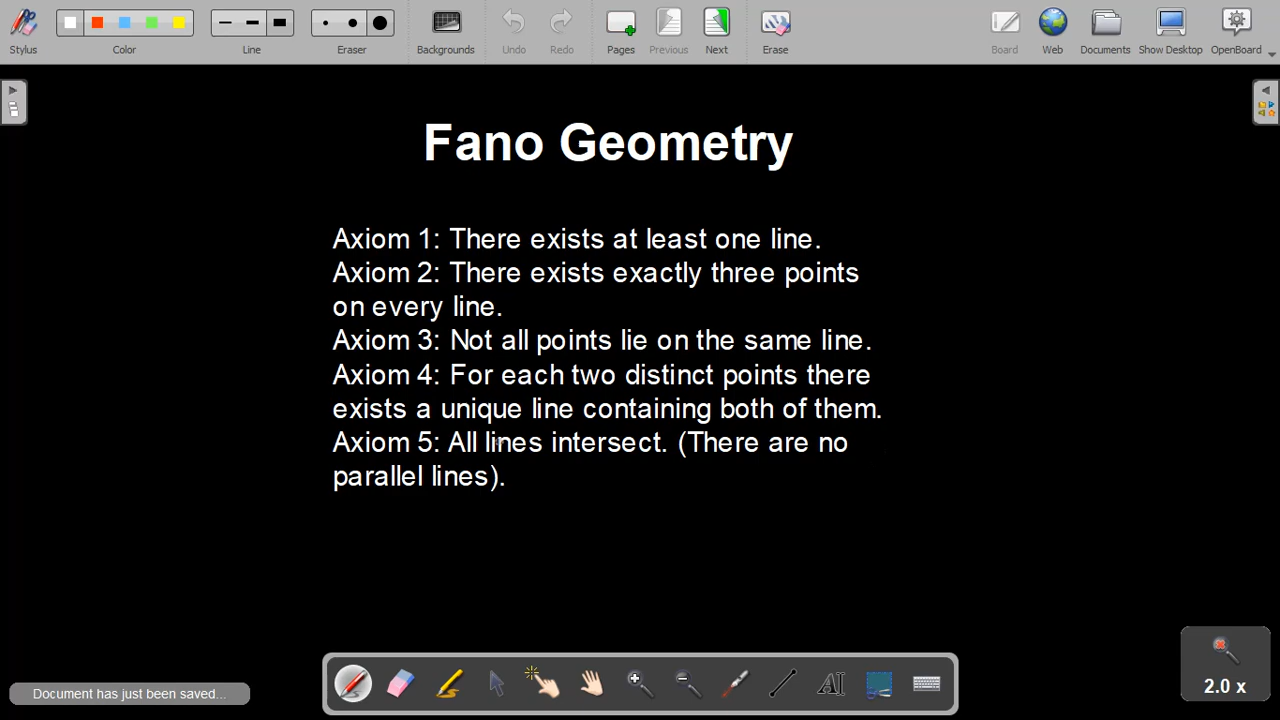 Stylus
Color
Line
Eraser
Backgrounds
Undo
Redo
Pages
Previous
Next
Erase
Board
Web
Documents
Show Desktop
OpenBoard
Fano Geometry
Axiom 1: There exists at least one line.
Axiom 2: There exists exactly three points
on every line.
Axiom 3: Not all points lie on the same line.
Axiom 4: For each two distinct points there
exists a unique line containing both of them.
Axiom 5: All lines intersect. (There are no
parallel lines).
Document has just been saved...
AI
2.0 x